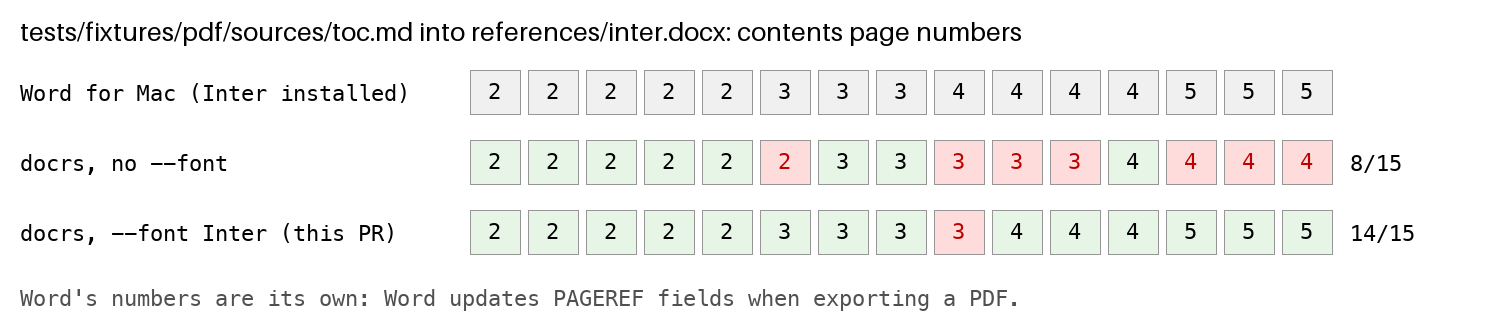 tests/fixtures/pdf/sources/toc.md into references/inter.docx: contents page numbers
Word for Mac (Inter installed) 2 2 2 2 2 3 3 3 4 4 4 4 5 5 5
docrs, no --font 2 2 2 2 2 2 3 3 3 3 3 4 4 4 4 8/15
docrs, --font Inter (this PR) 2 2 2 2 2 3 3 3 3 4 4 4 5 5 5 14/15
Word's numbers are its own: Word updates PAGEREF fields when exporting a PDF.